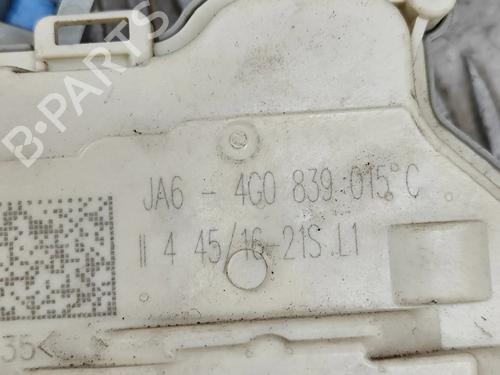 B-PARTS
JA6 - 4G0 839 015 C
II 4 45/16-21S L1
35<